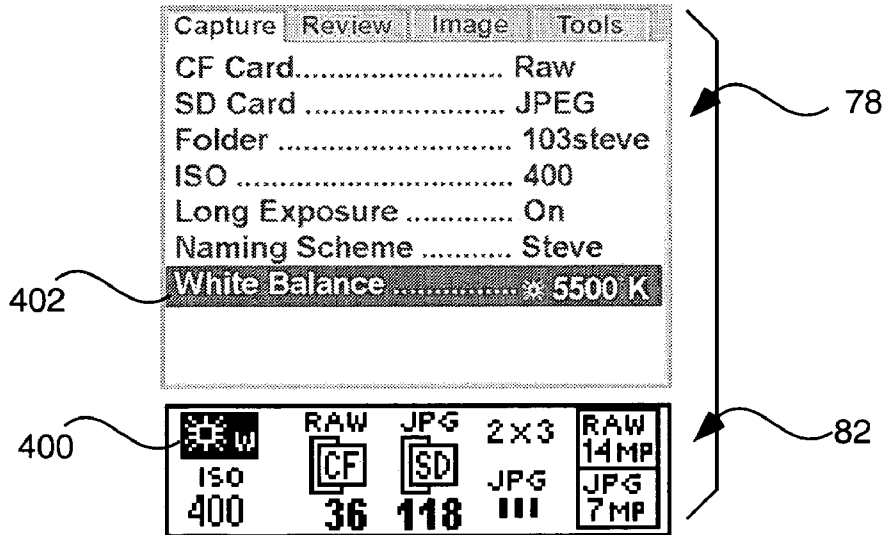 Capture Review Image Tools
CF Card........................ Raw
SD Card ........................ JPEG
Folder ........................... 103steve
ISO ................................ 400
Long Exposure ............ On
Naming Scheme .......... Steve
White Balance ............... 5500 K
78
402
400
82
W RAW JPG 2×3 RAW 14MP
ISO CF SD JPG JPG 7MP
400 36 118